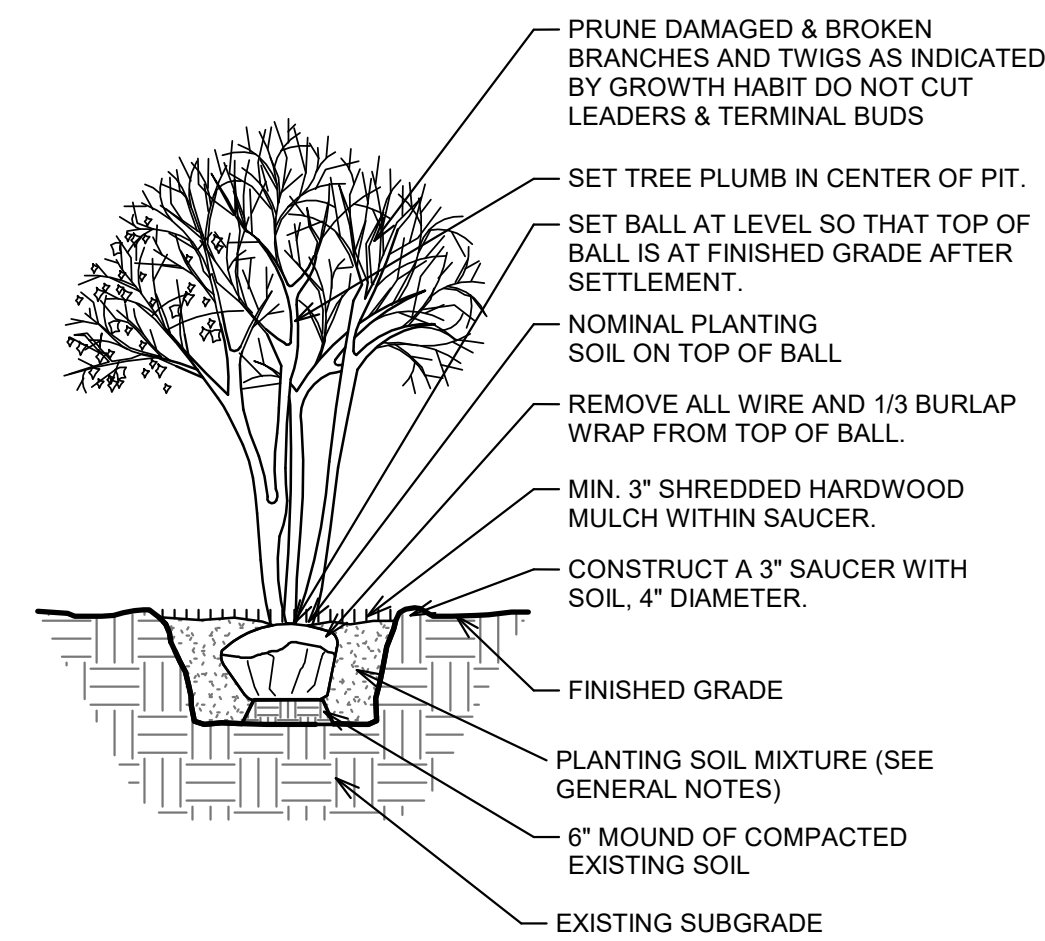 PRUNE DAMAGED & BROKEN
BRANCHES AND TWIGS AS INDICATED
BY GROWTH HABIT DO NOT CUT
LEADERS & TERMINAL BUDS
SET TREE PLUMB IN CENTER OF PIT.
SET BALL AT LEVEL SO THAT TOP OF
BALL IS AT FINISHED GRADE AFTER
SETTLEMENT.
NOMINAL PLANTING
SOIL ON TOP OF BALL
REMOVE ALL WIRE AND 1/3 BURLAP
WRAP FROM TOP OF BALL.
MIN. 3" SHREDDED HARDWOOD
MULCH WITHIN SAUCER.
CONSTRUCT A 3" SAUCER WITH
SOIL, 4" DIAMETER.
FINISHED GRADE
PLANTING SOIL MIXTURE (SEE
GENERAL NOTES)
6" MOUND OF COMPACTED
EXISTING SOIL
EXISTING SUBGRADE